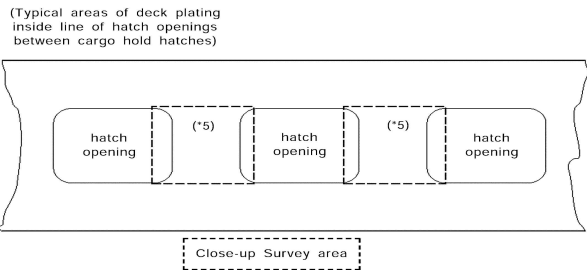 (Typical areas of deck plating
inside line of hatch openings
between cargo hold hatches)
hatch
opening
(*5)
hatch
opening
(*5)
hatch
opening
Close-up Survey area